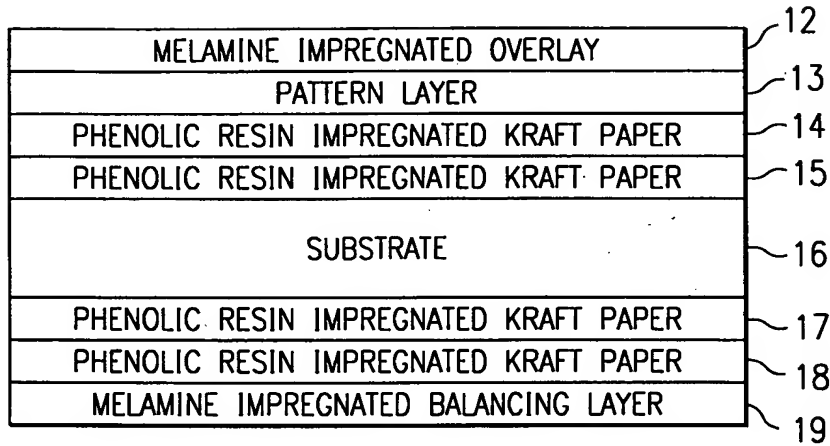 MELAMINE IMPREGNATED OVERLAY 12
PATTERN LAYER 13
PHENOLIC RESIN IMPREGNATED KRAFT PAPER 14
PHENOLIC RESIN IMPREGNATED KRAFT PAPER 15
SUBSTRATE 16
PHENOLIC RESIN IMPREGNATED KRAFT PAPER 17
PHENOLIC RESIN IMPREGNATED KRAFT PAPER 18
MELAMINE IMPREGNATED BALANCING LAYER 19